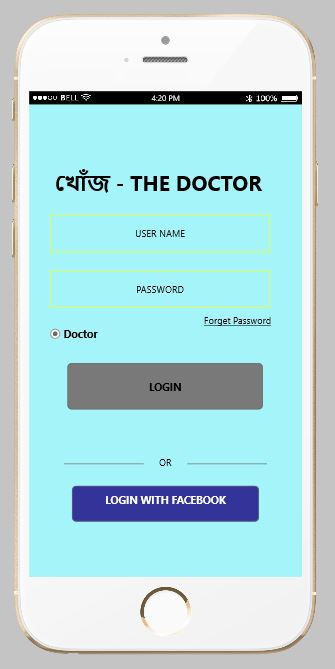 BELL 4:20 PM 100%
খোঁজ - THE DOCTOR
USER NAME
PASSWORD
Forget Password
Doctor
LOGIN
OR
LOGIN WITH FACEBOOK